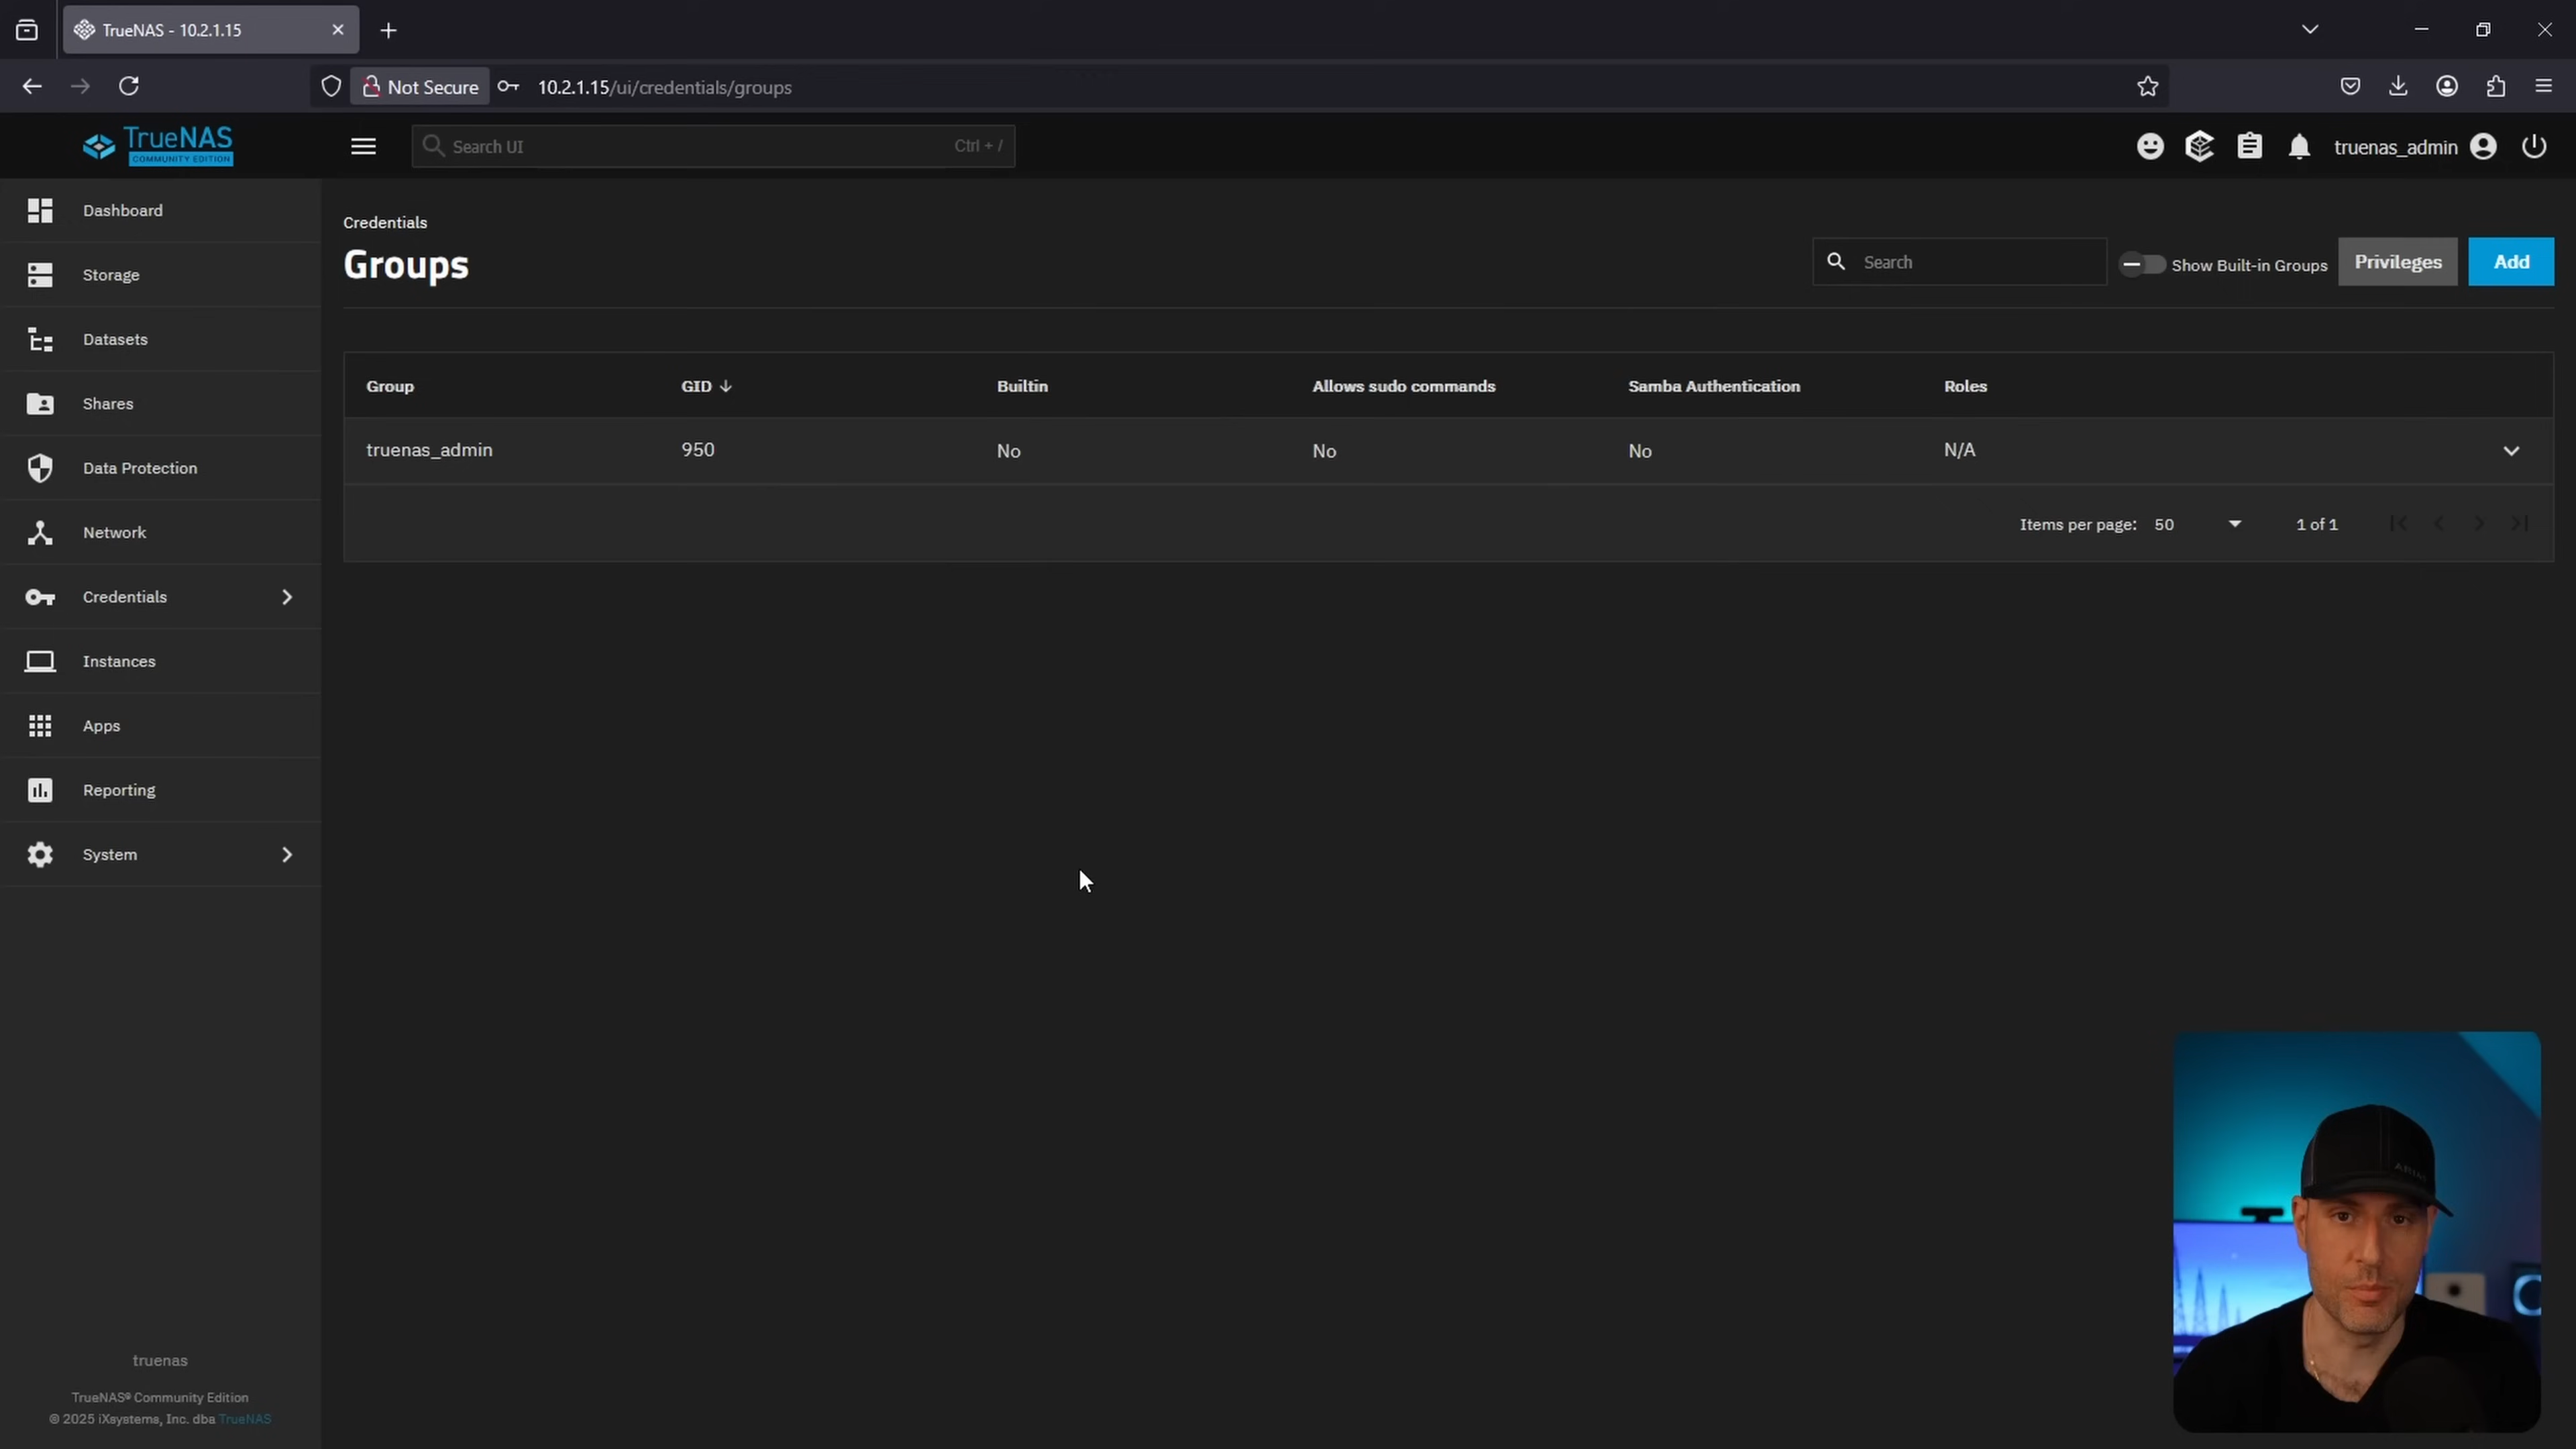 TrueNAS - 10.2.1.15
Not Secure
10.2.1.15/ui/credentials/groups
TrueNAS
COMMUNITY EDITION
Search UI
Ctrl + /
truenas_admin
Dashboard
Storage
Datasets
Shares
Data Protection
Network
Credentials
Instances
Apps
Reporting
System
truenas
TrueNAS® Community Edition
© 2025 iXsystems, Inc. dba TrueNAS
Credentials
Groups
Search
Show Built-in Groups
Privileges
Add
Group GID Builtin Allows sudo commands Samba Authentication Roles
truenas_admin 950 No No No N/A
Items per page: 50 1 of 1